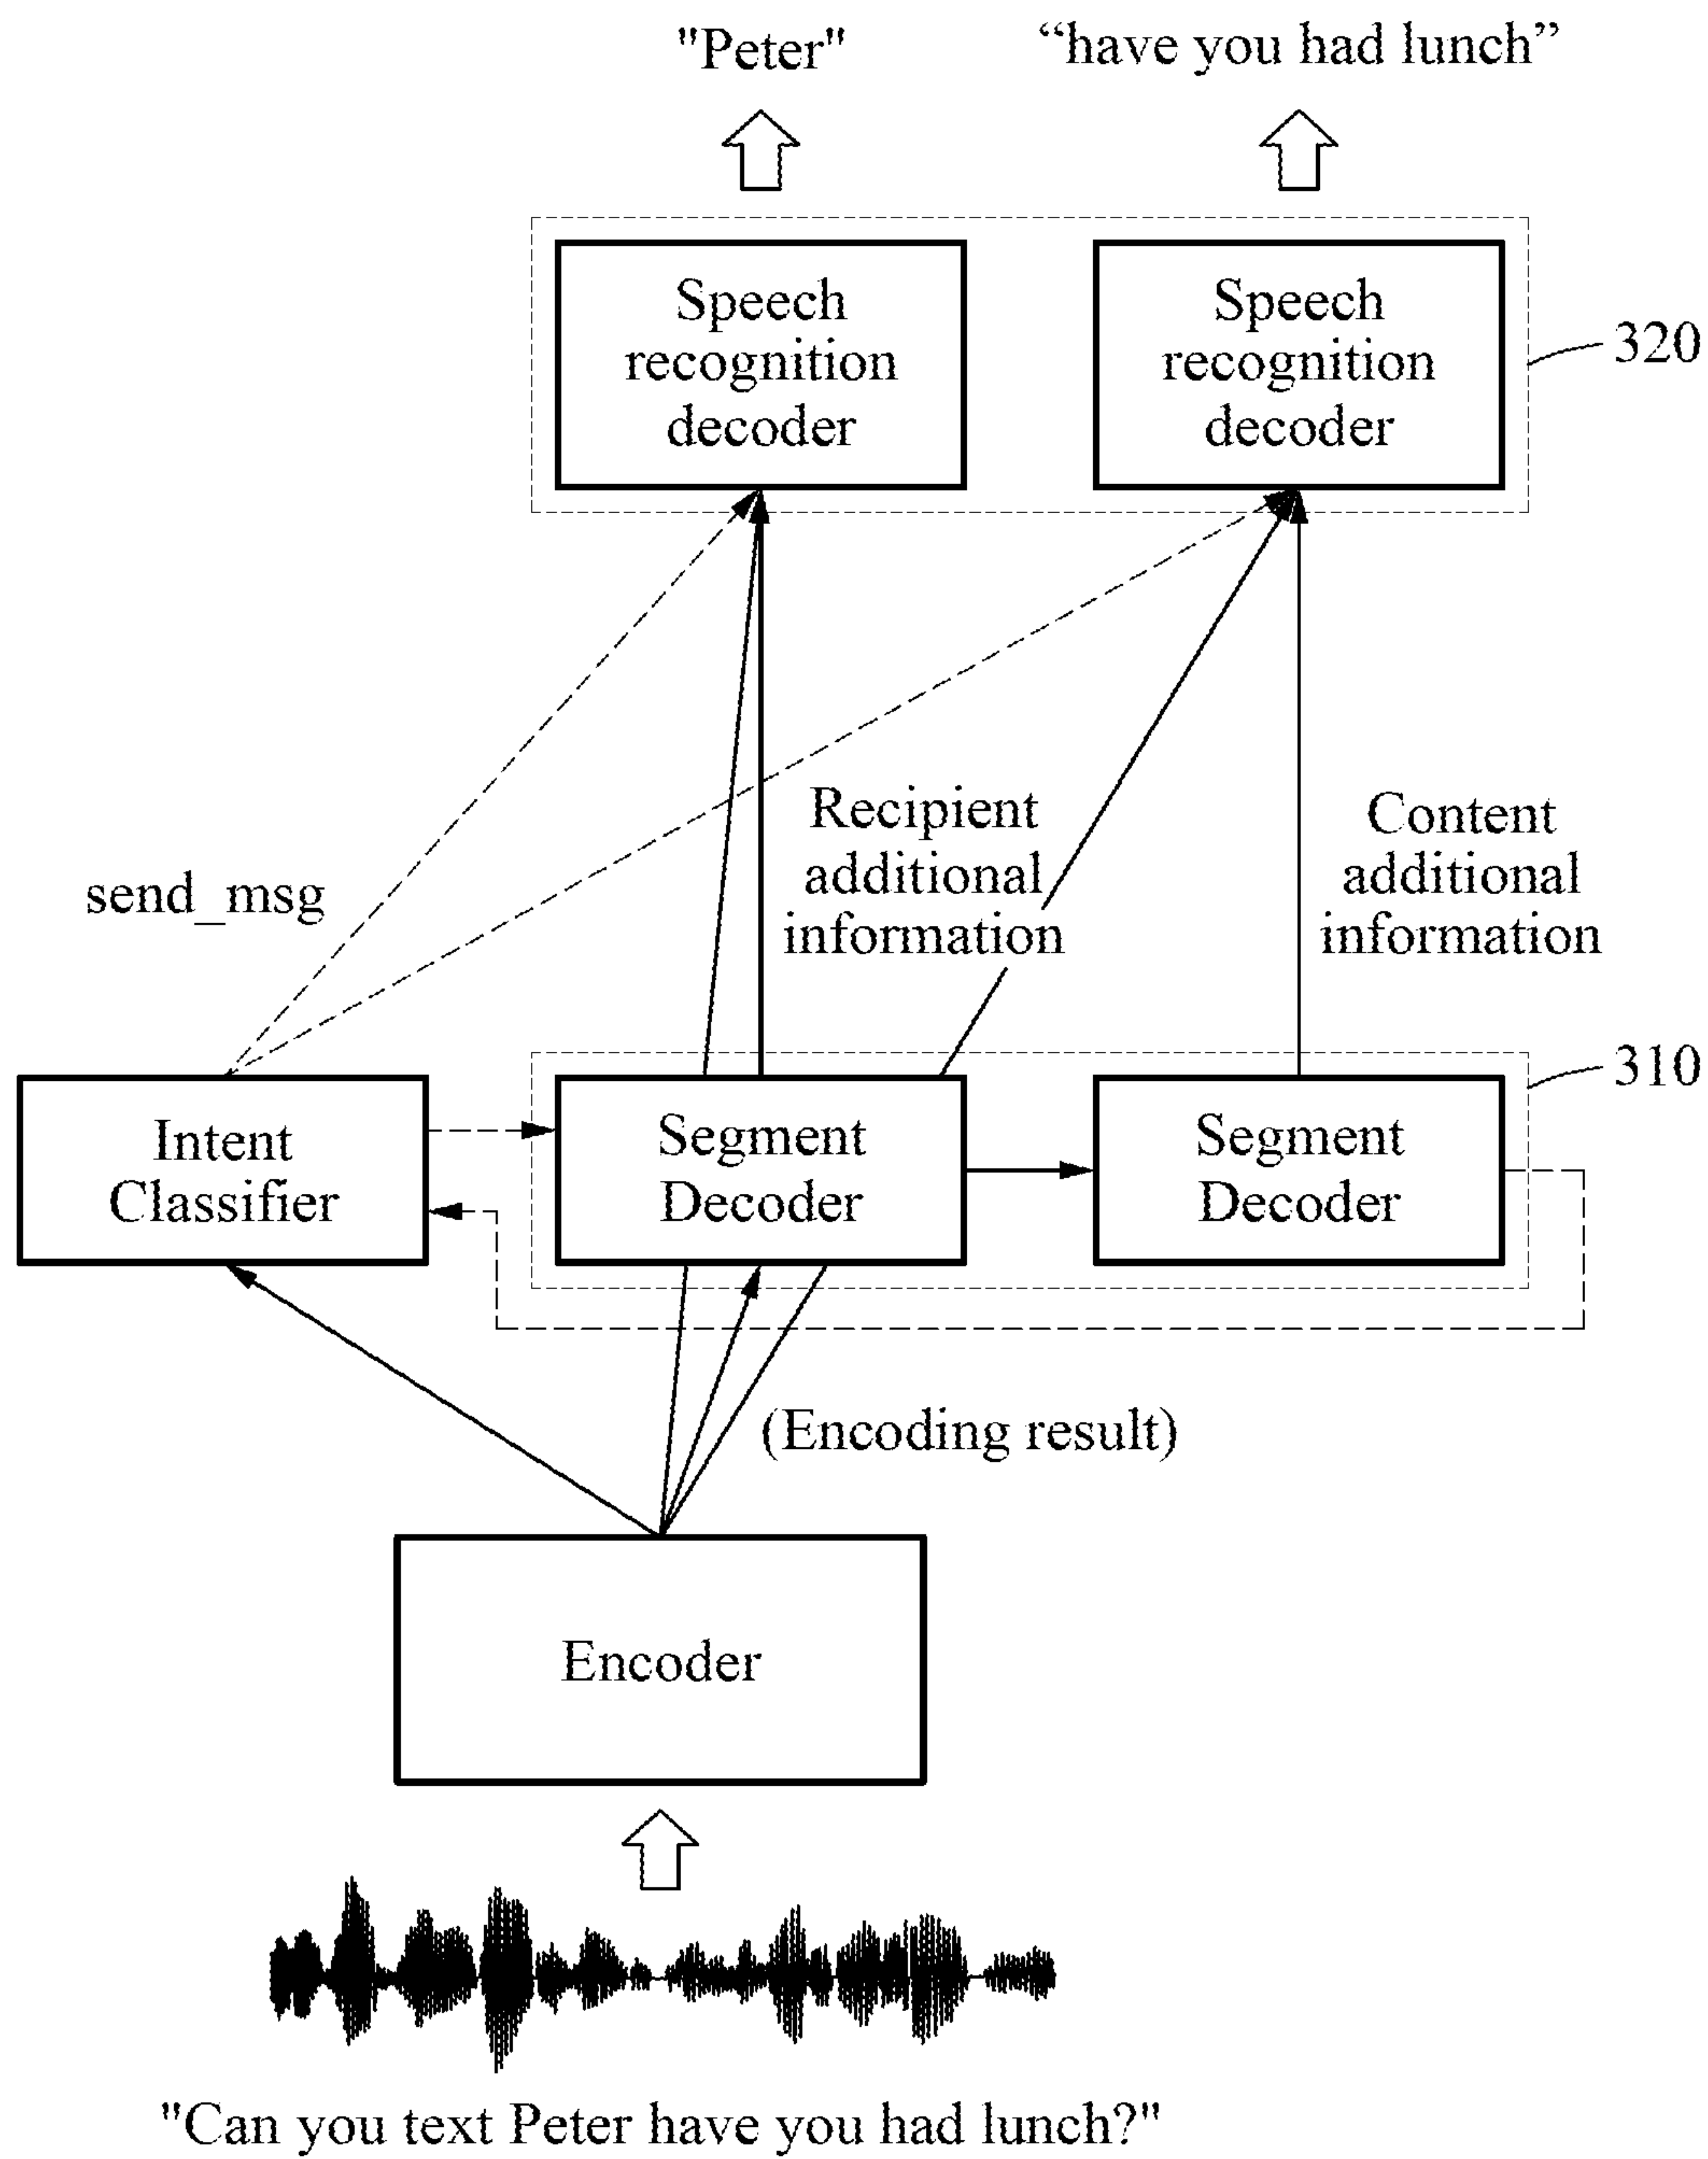 "Peter"
“have you had lunch”
Speech
recognition
decoder
Speech
recognition
decoder
320
Recipient
additional
information
Content
additional
information
send_msg
310
Intent
Classifier
Segment
Decoder
Segment
Decoder
(Encoding result)
Encoder
"Can you text Peter have you had lunch?"